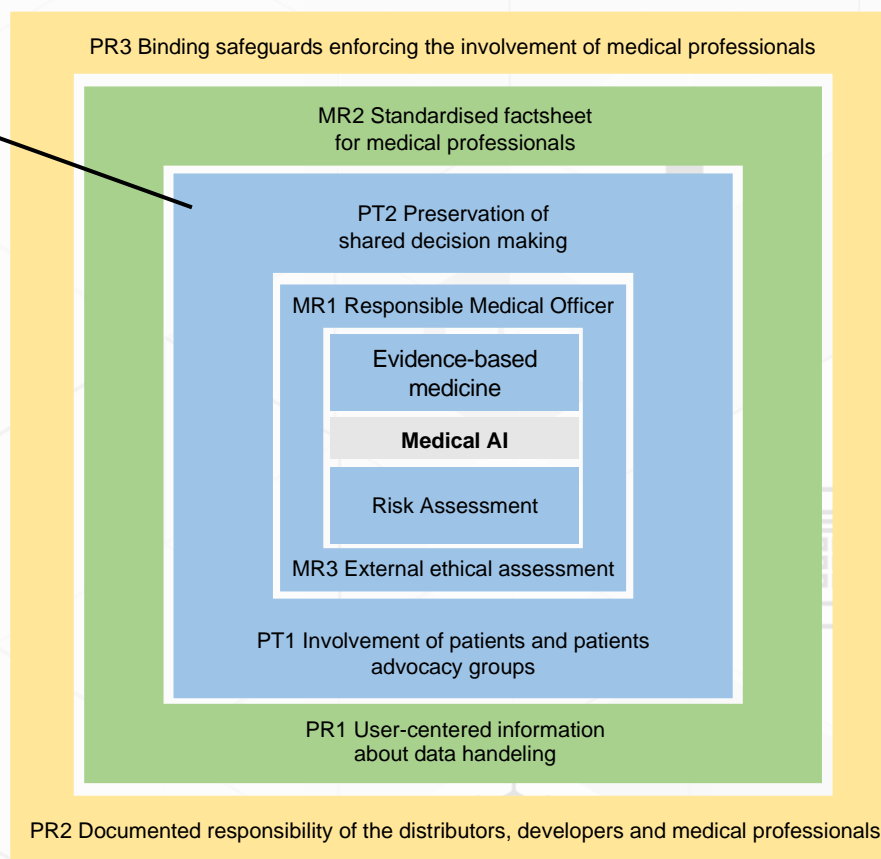 PR3 Binding safeguards enforcing the involvement of medical professionals
MR2 Standardised factsheet
for medical professionals
PT2 Preservation of
shared decision making
MR1 Responsible Medical Officer
Evidence-based
medicine
Medical AI
Risk Assessment
MR3 External ethical assessment
PT1 Involvement of patients and patients
advocacy groups
PR1 User-centered information
about data handeling
PR2 Documented responsibility of the distributors, developers and medical professionals